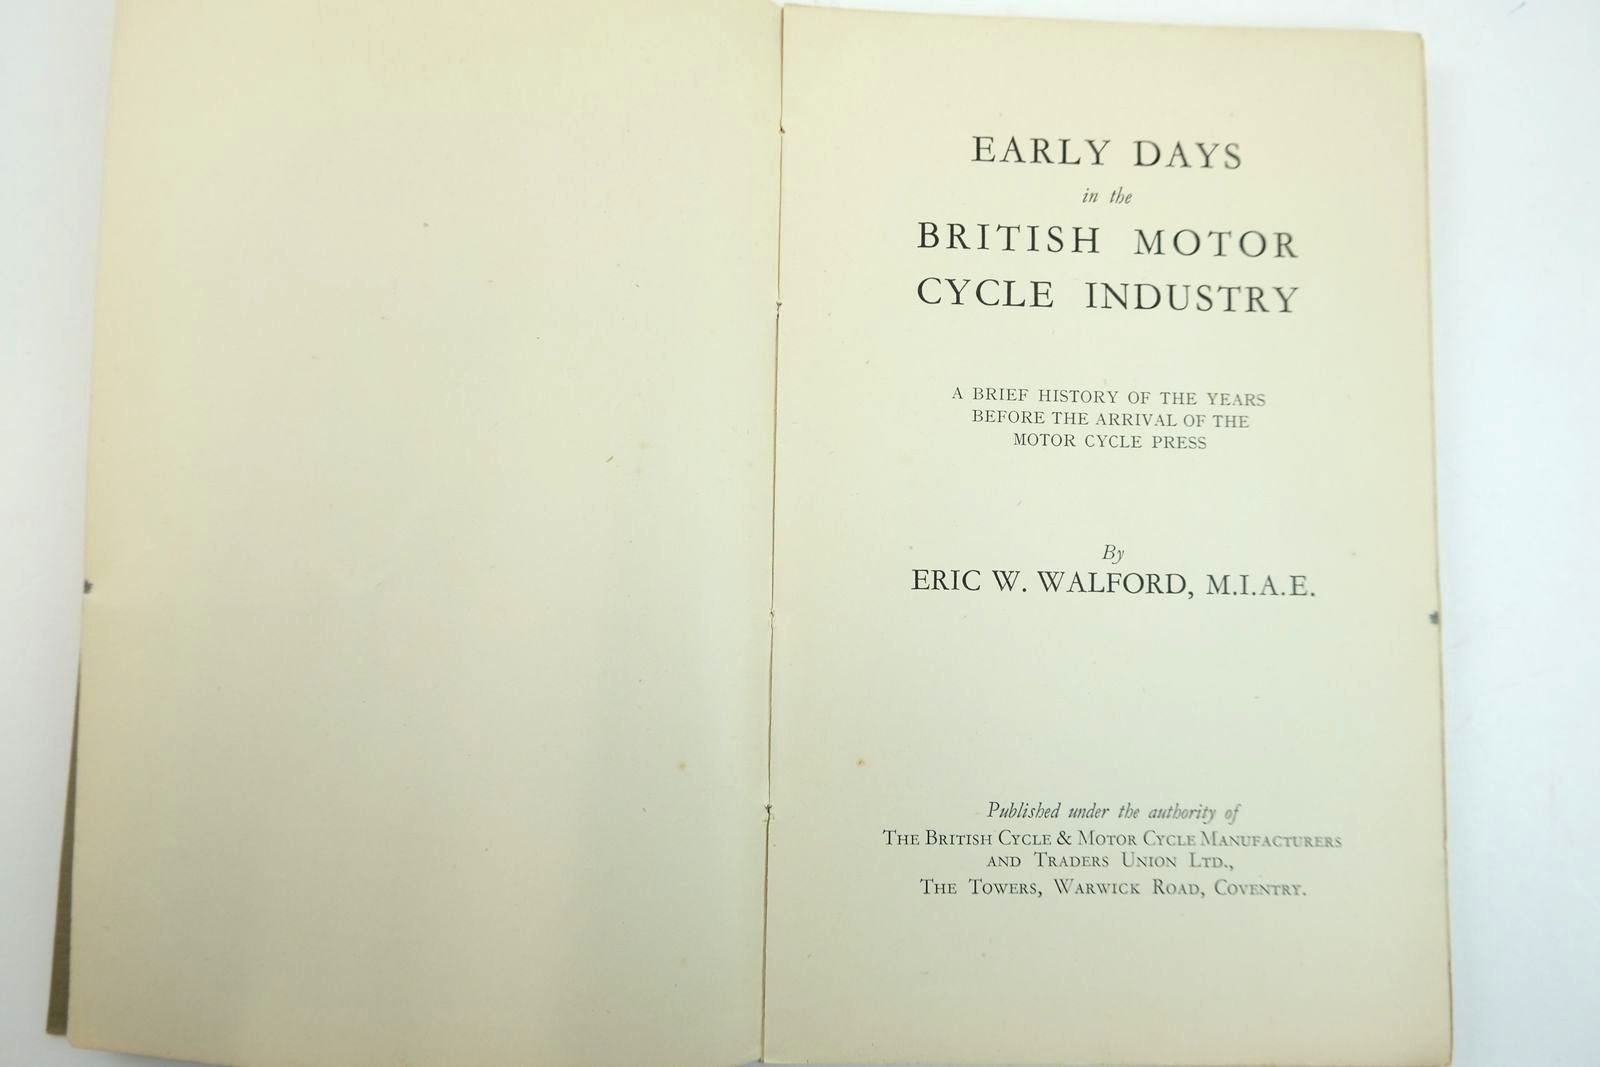 EARLY DAYS
in the
BRITISH MOTOR
CYCLE INDUSTRY
A BRIEF HISTORY OF THE YEARS
BEFORE THE ARRIVAL OF THE
MOTOR CYCLE PRESS
By
ERIC W. WALFORD, M.I.A.E.
Published under the authority of
THE BRITISH CYCLE & MOTOR CYCLE MANUFACTURERS
AND TRADERS UNION LTD.,
THE TOWERS, WARWICK ROAD, COVENTRY.